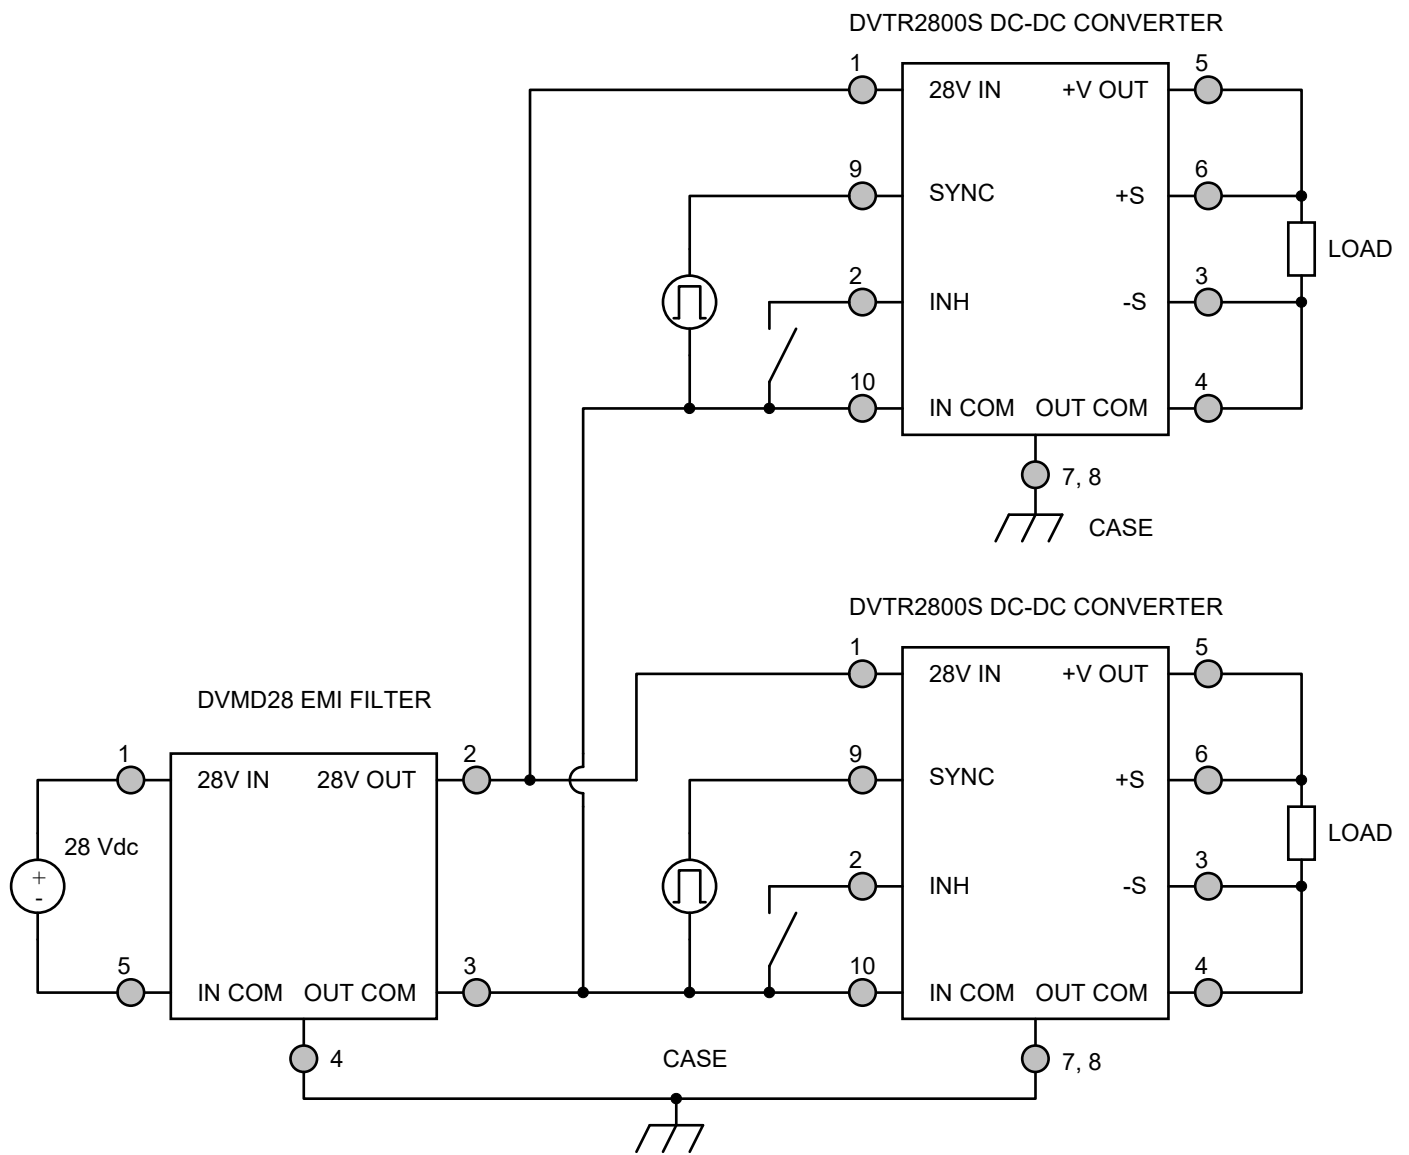 DVTR2800S DC-DC CONVERTER
1
5
28V IN
+V OUT
9
6
SYNC
+S
LOAD
2
3
INH
-S
10
4
IN COM
OUT COM
7, 8
CASE
DVTR2800S DC-DC CONVERTER
1
5
28V IN
+V OUT
DVMD28 EMI FILTER
1
2
9
6
28V IN
28V OUT
SYNC
+S
LOAD
28 Vdc
2
3
+
-
INH
-S
5
3
10
4
IN COM
OUT COM
IN COM
OUT COM
4
CASE
7, 8